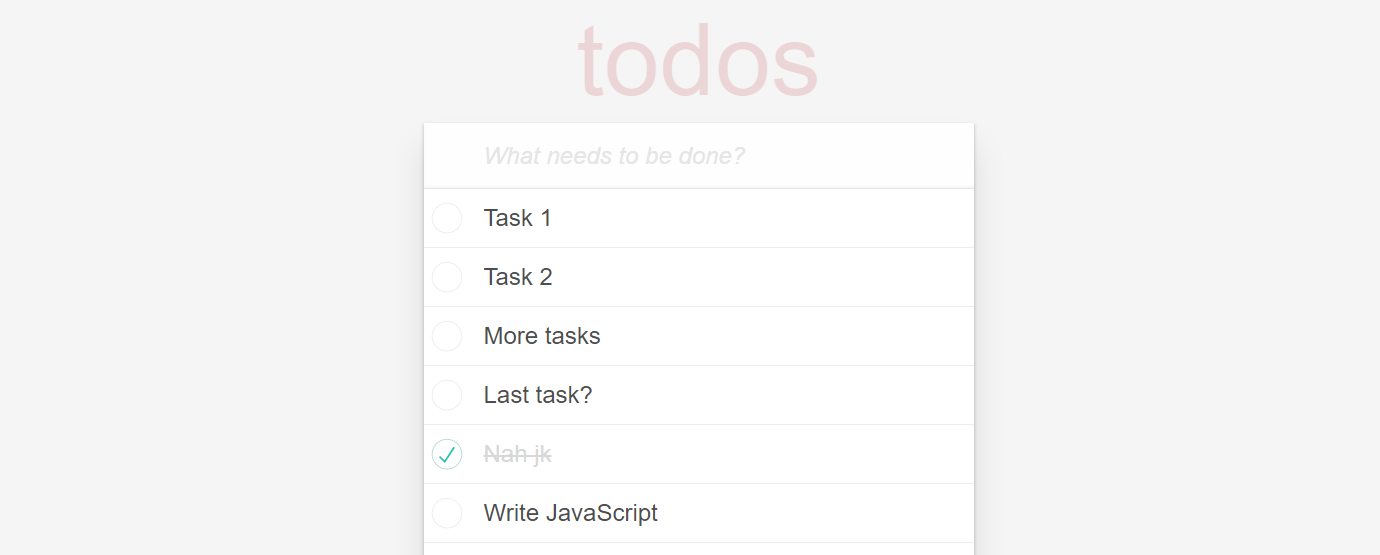 todos
What needs to be done?
Task 1
Task 2
More tasks
Last task?
Nah jk
Write JavaScript